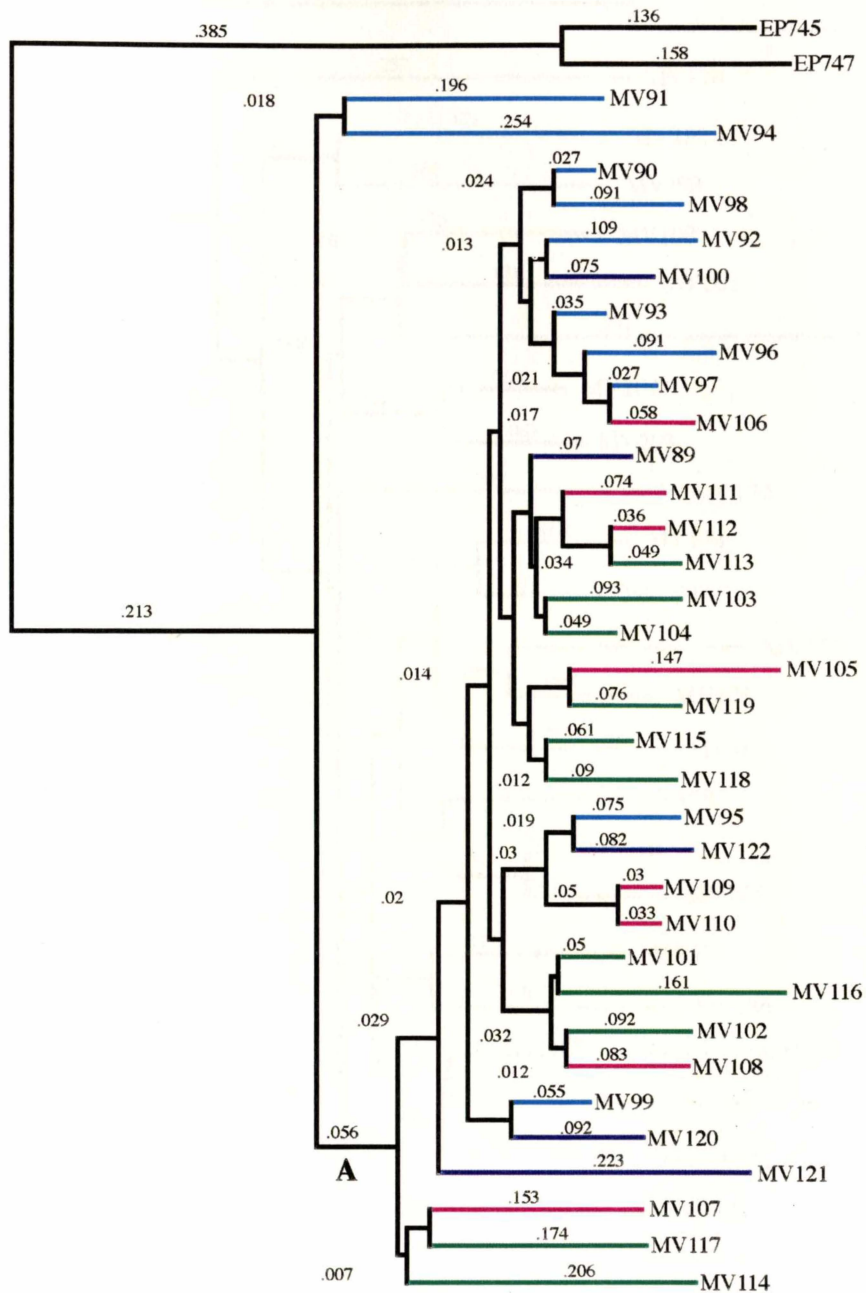 .136
EP745
.385
.158
EP747
.196
MV91
.018
.254
MV94
.027
MV90
.024
.091
MV98
.109
MV92
.013
.075
MV100
.035
MV93
.091
MV96
.021
.027
MV97
.017
.058
MV106
.07
MV89
.074
MV111
.036
MV112
.034
.049
MV113
.093
MV103
.213
.049
MV104
.014
.147
MV105
.076
MV119
.061
MV115
.012
.09
MV118
.075
MV95
.019
.082
MV122
.03
.03
MV109
.02
.05
.033
MV110
.05
MV101
.161
MV116
.029
.032
.092
MV102
.083
MV108
.012
.055
MV99
.056
.092
MV120
A
.223
MV121
.153
MV107
.174
MV117
.007
.206
MV114